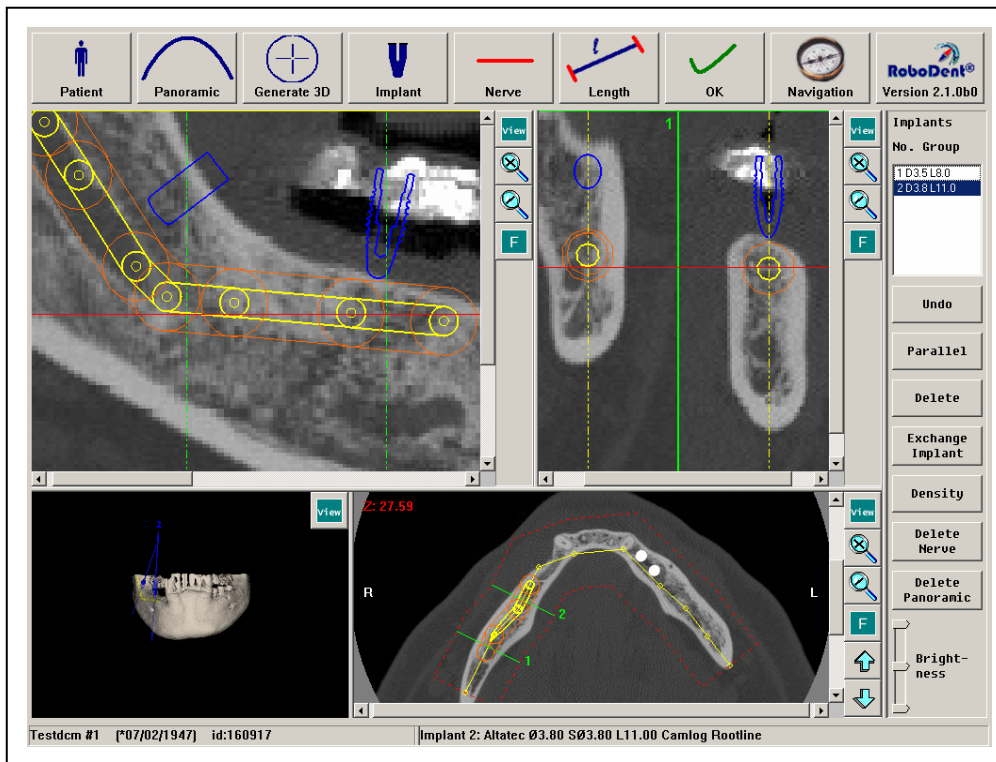 Patient
Panoramic
Generate 3D
Implant
Nerve
l
Length
OK
Navigation
RoboDent®
Version 2.1.0b0
View
F
1
View
F
Implants
No. Group
1 D3.5 L8.0
2 D3.8 L11.0
Undo
Parallel
Delete
Exchange
Implant
Density
Delete
Nerve
Delete
Panoramic
Bright-
ness
View
2
Z: 27.59
R
L
2
1
View
F
Testdcm #1 (*07/02/1947) id:160917
Implant 2: Altatec Ø3.80 SØ3.80 L11.00 Camlog Rootline